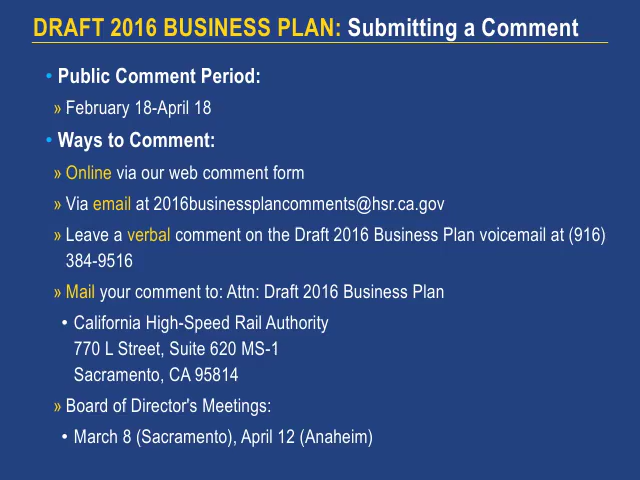 DRAFT 2016 BUSINESS PLAN: Submitting a Comment
• Public Comment Period:
» February 18-April 18
• Ways to Comment:
» Online via our web comment form
» Via email at 2016businessplancomments@hsr.ca.gov
» Leave a verbal comment on the Draft 2016 Business Plan voicemail at (916)
384-9516
» Mail your comment to: Attn: Draft 2016 Business Plan
• California High-Speed Rail Authority
770 L Street, Suite 620 MS-1
Sacramento, CA 95814
» Board of Director's Meetings:
• March 8 (Sacramento), April 12 (Anaheim)